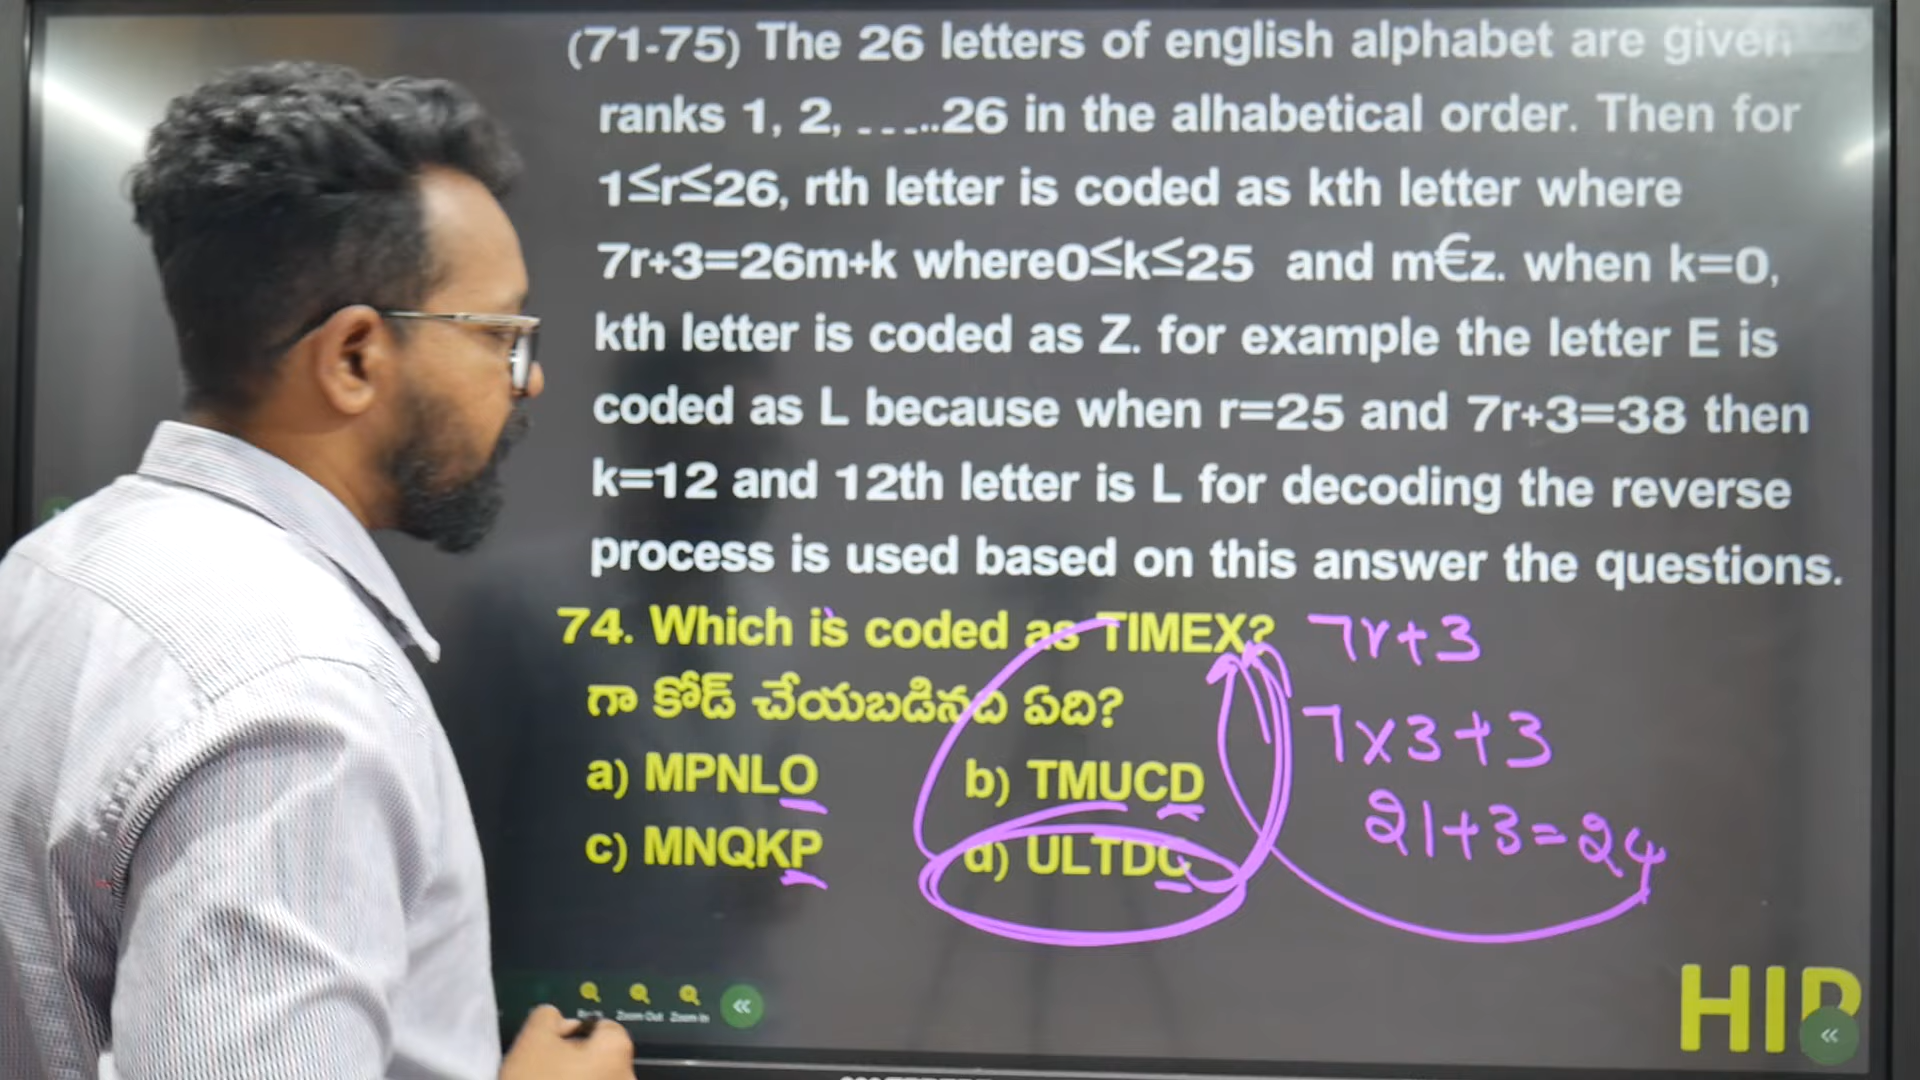 (71-75) The 26 letters of english alphabet are given
ranks 1, 2, .......26 in the alhabetical order. Then for
1≤r≤26, rth letter is coded as kth letter where
7r+3=26m+k where0≤k≤25 and m€z. when k=0,
kth letter is coded as Z. for example the letter E is
coded as L because when r=25 and 7r+3=38 then
k=12 and 12th letter is L for decoding the reverse
process is used based on this answer the questions.
74. Which is coded as TIMEX?
గా కోడ్ చేయబడినది ఏది?
a) MPNLO b) TMUCD
c) MNQKP d) ULTDC
7r+3
7x3+3
21+3=24
Zoom Out Zoom In
HIP